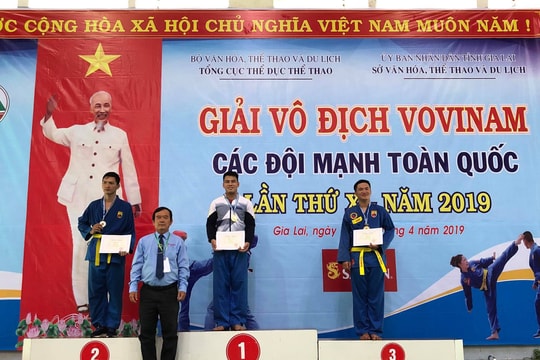 ỚC CỘNG HÒA XÃ HỘI CHỦ NGHĨA VIỆT NAM MUÔN NĂM!
BỘ VĂN HÓA, THỂ THAO VÀ DU LỊCH
TỔNG CỤC THỂ DỤC THỂ THAO
ỦY BAN NHÂN DÂN TỈNH GIA LAI
SỞ VĂN HÓA, THỂ THAO VÀ DU LỊCH
GIẢI VÔ ĐỊCH VOVINAM
CÁC ĐỘI MẠNH TOÀN QUỐC
LẦN THỨ NĂM 2019
Gia Lai, ngày 4 năm 2019
2
1
3